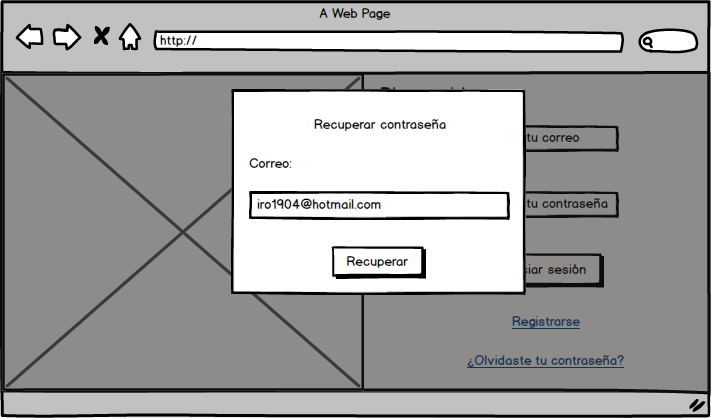 A Web Page
http://
Recuperar contraseña
Correo:
iro1904@hotmail.com
Recuperar
tu correo
tu contraseña
sesión
Registrarse
¿Olvidaste tu contraseña?